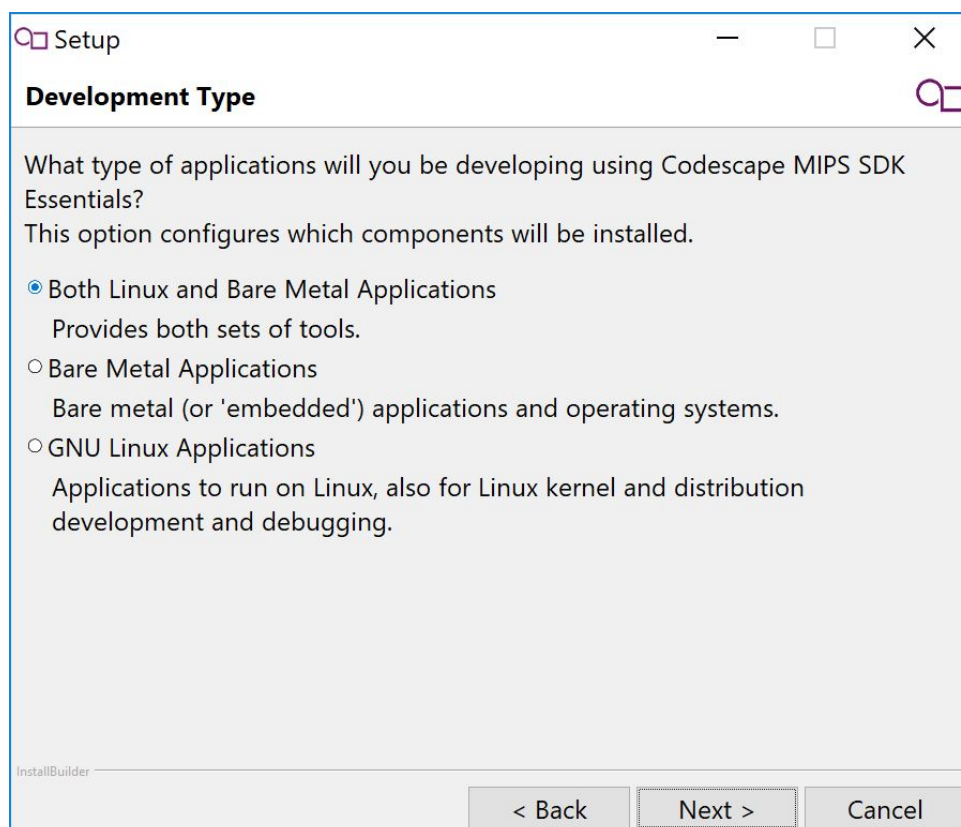 Setup
Development Type
What type of applications will you be developing using Codescape MIPS SDK
Essentials?
This option configures which components will be installed.
Both Linux and Bare Metal Applications
Provides both sets of tools.
Bare Metal Applications
Bare metal (or 'embedded') applications and operating systems.
GNU Linux Applications
Applications to run on Linux, also for Linux kernel and distribution
development and debugging.
InstallBuilder
< Back Next > Cancel